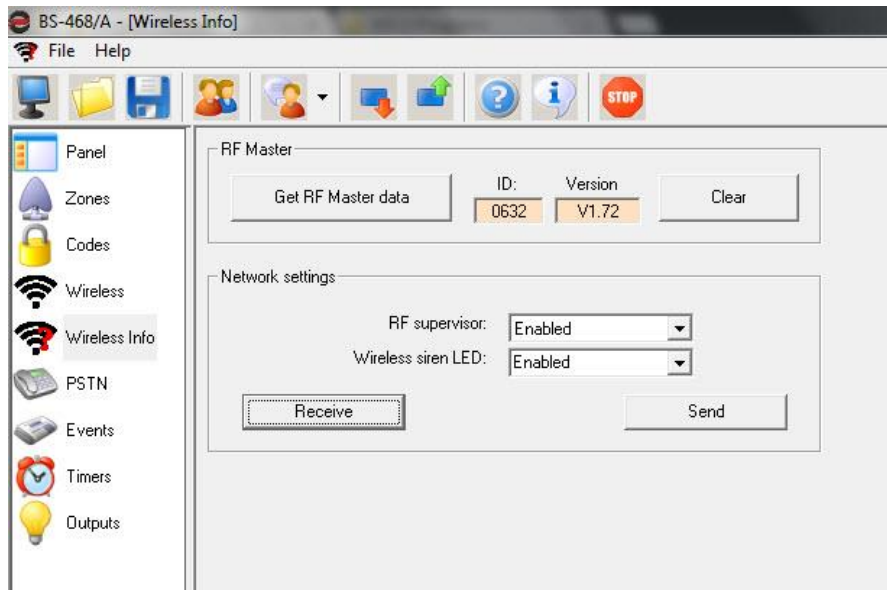 BS-468/A - [Wireless Info]
File Help
STOP
Panel
Zones
Codes
Wireless
Wireless Info
PSTN
Events
Timers
Outputs
RF Master
Get RF Master data
ID:
0632
Version
V1.72
Clear
Network settings
RF supervisor: Enabled
Wireless siren LED: Enabled
Receive
Send